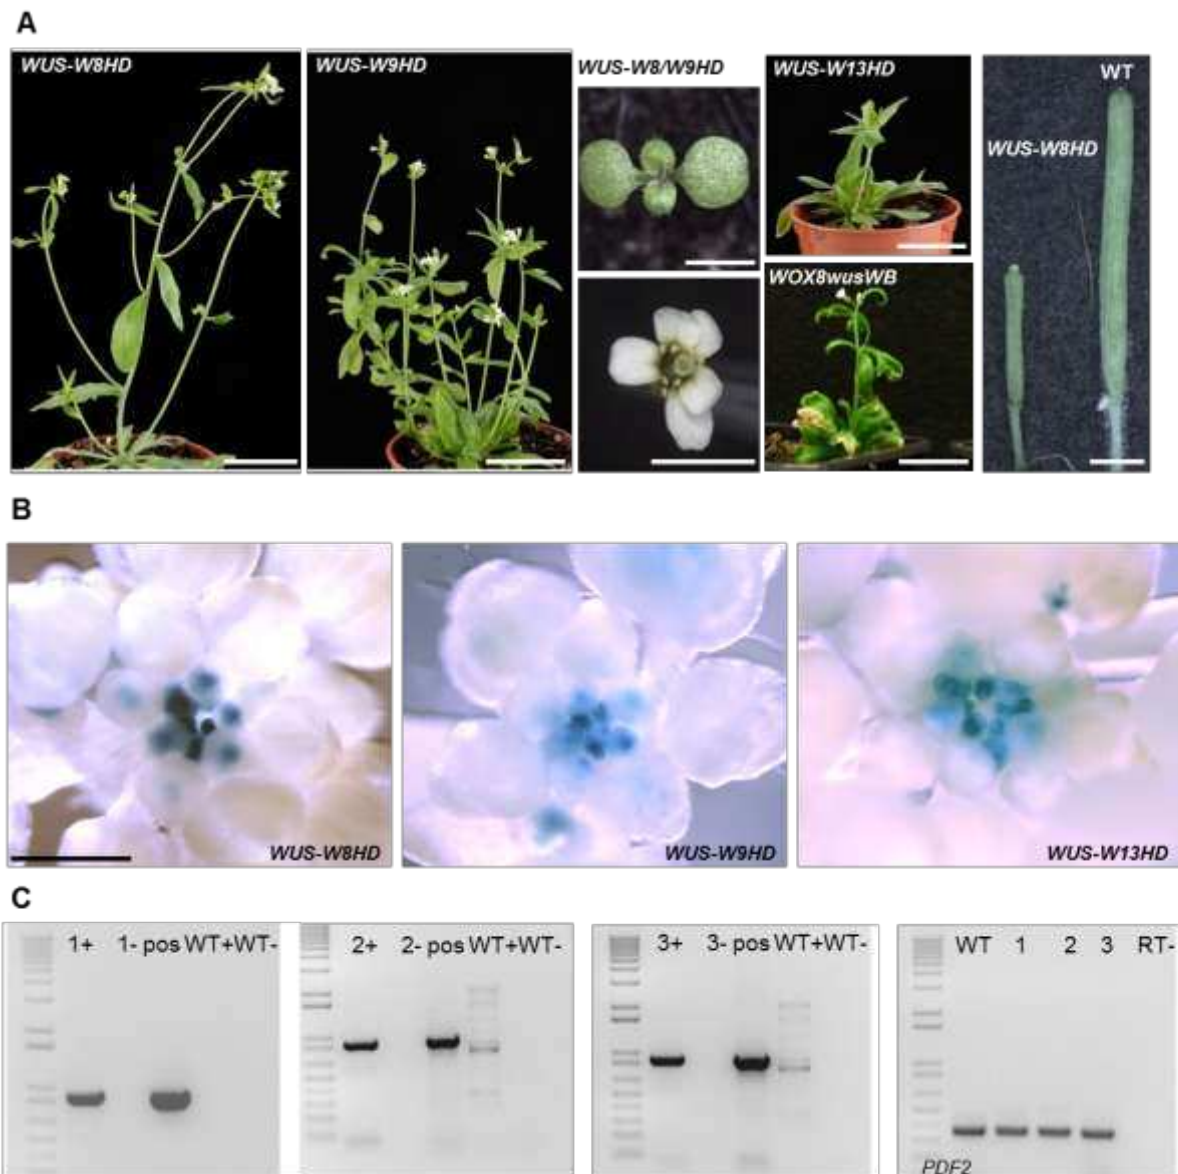 A
WUS-W8HD
WUS-W9HD
WUS-W8/W9HD
WUS-W13HD
WT
WUS-W8HD
WOX8wusWB
B
WUS-W8HD
WUS-W9HD
WUS-W13HD
C
1+ 1- pos WT+WT-
2+ 2- pos WT+WT-
3+ 3- pos WT+WT-
WT 1 2 3 RT-
PDF2